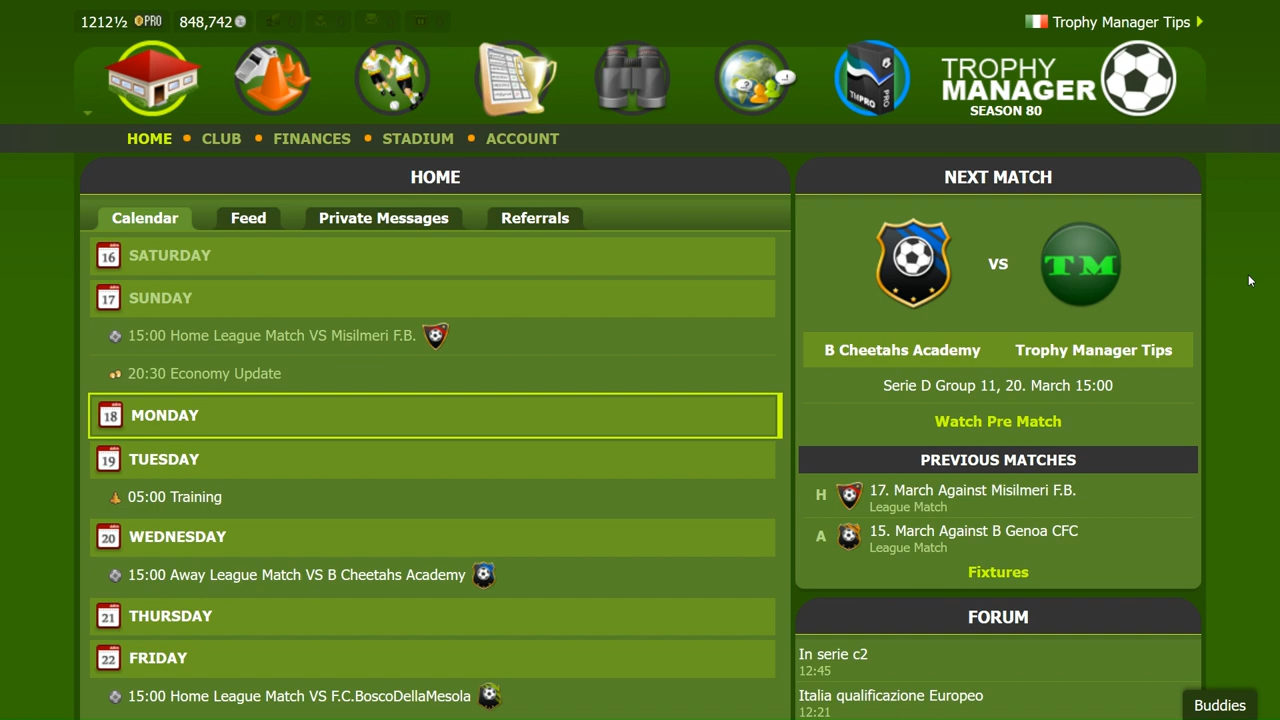 1212½ PRO 848,742
Trophy Manager Tips
TROPHY
MANAGER
SEASON 80
TMPRO PRO
HOME CLUB FINANCES STADIUM ACCOUNT
HOME
Calendar Feed Private Messages Referrals
16 SATURDAY
17 SUNDAY
15:00 Home League Match VS Misilmeri F.B.
20:30 Economy Update
18 MONDAY
19 TUESDAY
05:00 Training
20 WEDNESDAY
15:00 Away League Match VS B Cheetahs Academy
21 THURSDAY
22 FRIDAY
15:00 Home League Match VS F.C.BoscoDellaMesola
NEXT MATCH
VS TM
B Cheetahs Academy Trophy Manager Tips
Serie D Group 11, 20. March 15:00
Watch Pre Match
PREVIOUS MATCHES
H 17. March Against Misilmeri F.B.
League Match
A 15. March Against B Genoa CFC
League Match
Fixtures
FORUM
In serie c2
12:45
Italia qualificazione Europeo
12:21
Buddies